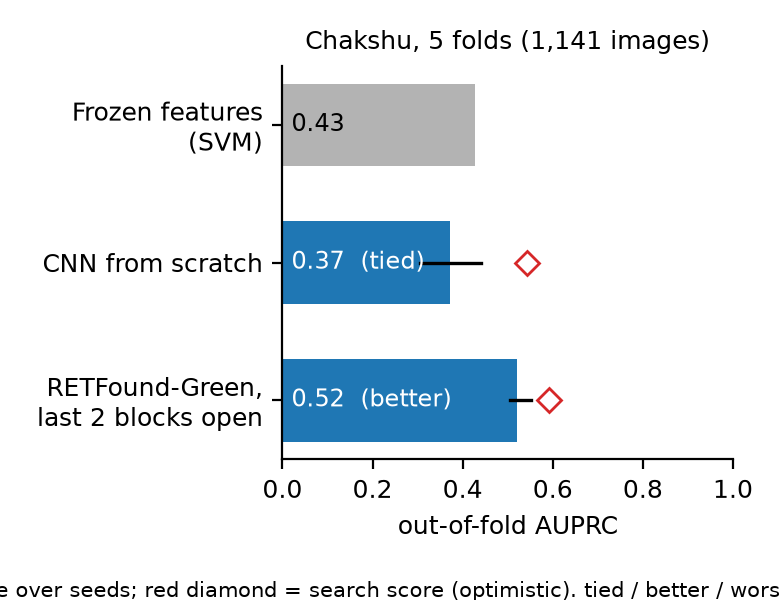 Chakshu, 5 folds (1,141 images)
Frozen features
(SVM)
0.43
CNN from scratch
0.37 (tied)
RETFound-Green,
last 2 blocks open
0.52 (better)
0.0 0.2 0.4 0.6 0.8 1.0
out-of-fold AUPRC
over seeds; red diamond = search score (optimistic). tied / better /